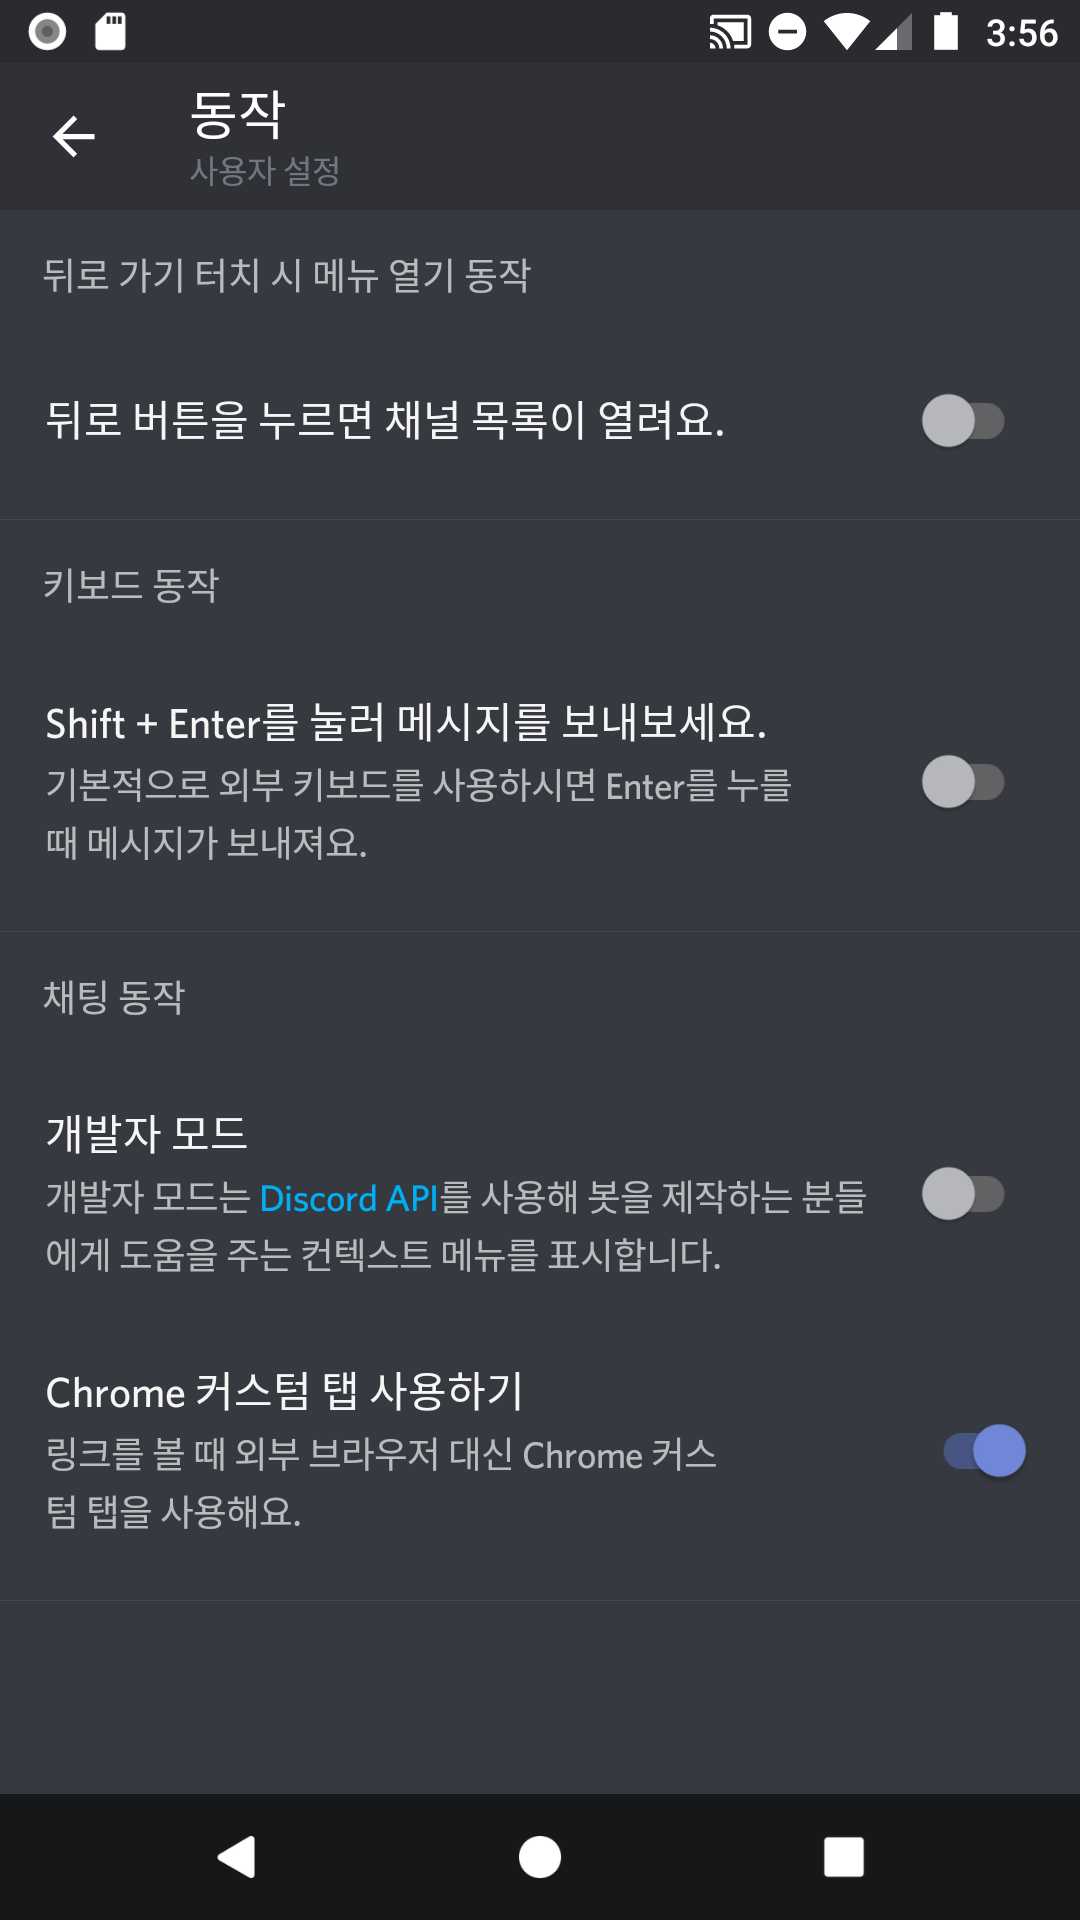 3:56
동작
사용자 설정
뒤로 가기 터치 시 메뉴 열기 동작
뒤로 버튼을 누르면 채널 목록이 열려요.
키보드 동작
Shift + Enter를 눌러 메시지를 보내보세요.
기본적으로 외부 키보드를 사용하시면 Enter를 누를
때 메시지가 보내져요.
채팅 동작
개발자 모드
개발자 모드는 Discord API를 사용해 봇을 제작하는 분들
에게 도움을 주는 컨텍스트 메뉴를 표시합니다.
Chrome 커스텀 탭 사용하기
링크를 볼 때 외부 브라우저 대신 Chrome 커스
텀 탭을 사용해요.